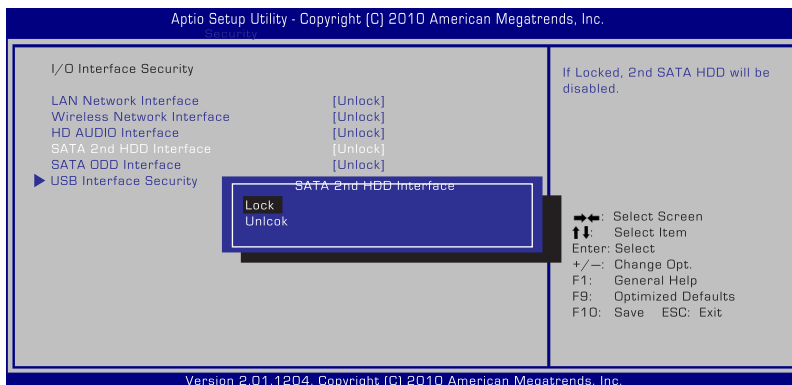 Aptio Setup Utility - Copyright (C) 2010 American Megatrends, Inc.
Security
I/O Interface Security
LAN Network Interface [Unlock]
Wireless Network Interface [Unlock]
HD AUDIO Interface [Unlock]
SATA 2nd HDD Interface [Unlock]
SATA ODD Interface [Unlock]
▶ USB Interface Security
SATA 2nd HDD Interface
Lock
Unlcok
If Locked, 2nd SATA HDD will be
disabled.
→←: Select Screen
↑↓: Select Item
Enter: Select
+/—: Change Opt.
F1: General Help
F9: Optimized Defaults
F10: Save ESC: Exit
Version 2.01.1204. Copyright (C) 2010 American Megatrends, Inc.